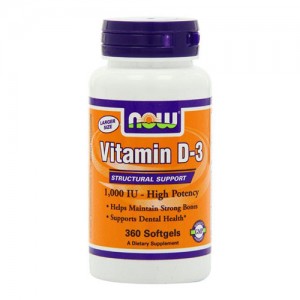 LARGER
SIZE
now
Vitamin D-3
STRUCTURAL SUPPORT
1,000 IU - High Potency
• Helps Maintain Strong Bones
• Supports Dental Health*
360 Softgels
A Dietary Supplement
GMP